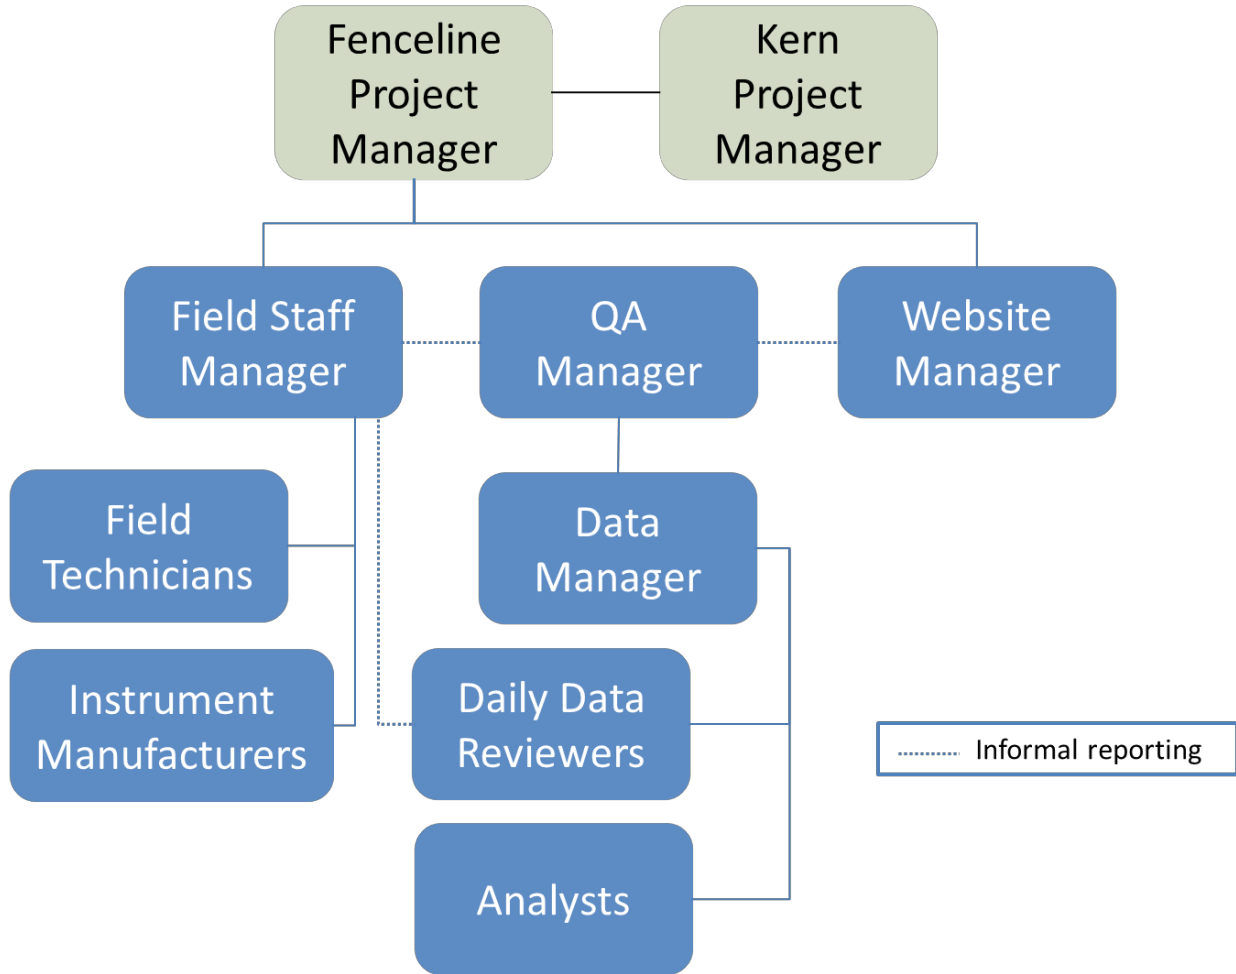 Fenceline
Project
Manager
Kern
Project
Manager
Field Staff
Manager
QA
Manager
Website
Manager
Field
Technicians
Data
Manager
Instrument
Manufacturers
Daily Data
Reviewers
Informal reporting
Analysts